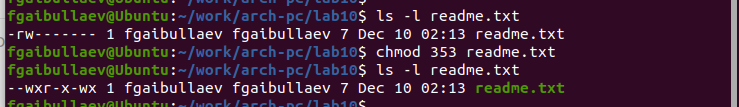 fgaibullaev@Ubuntu:~/work/arch-pc/lab10$ ls -l readme.txt
-rw------- 1 fgaibullaev fgaibullaev 7 Dec 10 02:13 readme.txt
fgaibullaev@Ubuntu:~/work/arch-pc/lab10$ chmod 353 readme.txt
fgaibullaev@Ubuntu:~/work/arch-pc/lab10$ ls -l readme.txt
--wxr-x-wx 1 fgaibullaev fgaibullaev 7 Dec 10 02:13 readme.txt
fgaibullaev@Ubuntu:~/work/arch-pc/lab10$